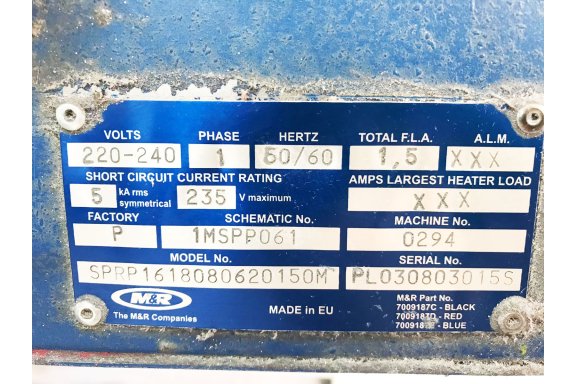 VOLTS PHASE HERTZ TOTAL F.L.A. A.L.M.
220-240 1 50/60 1,5 XXX
SHORT CIRCUIT CURRENT RATING AMPS LARGEST HEATER LOAD
5 kA rms symmetrical 235 V maximum XXX
FACTORY SCHEMATIC No. MACHINE No.
P 1MSPP061 0294
MODEL No. SERIAL No.
SPRP1618080620150M PL030803015S
M&R
The M&R Companies
MADE IN EU
M&R Part No.
7009187C - BLACK
7009187D - RED
- BLUE